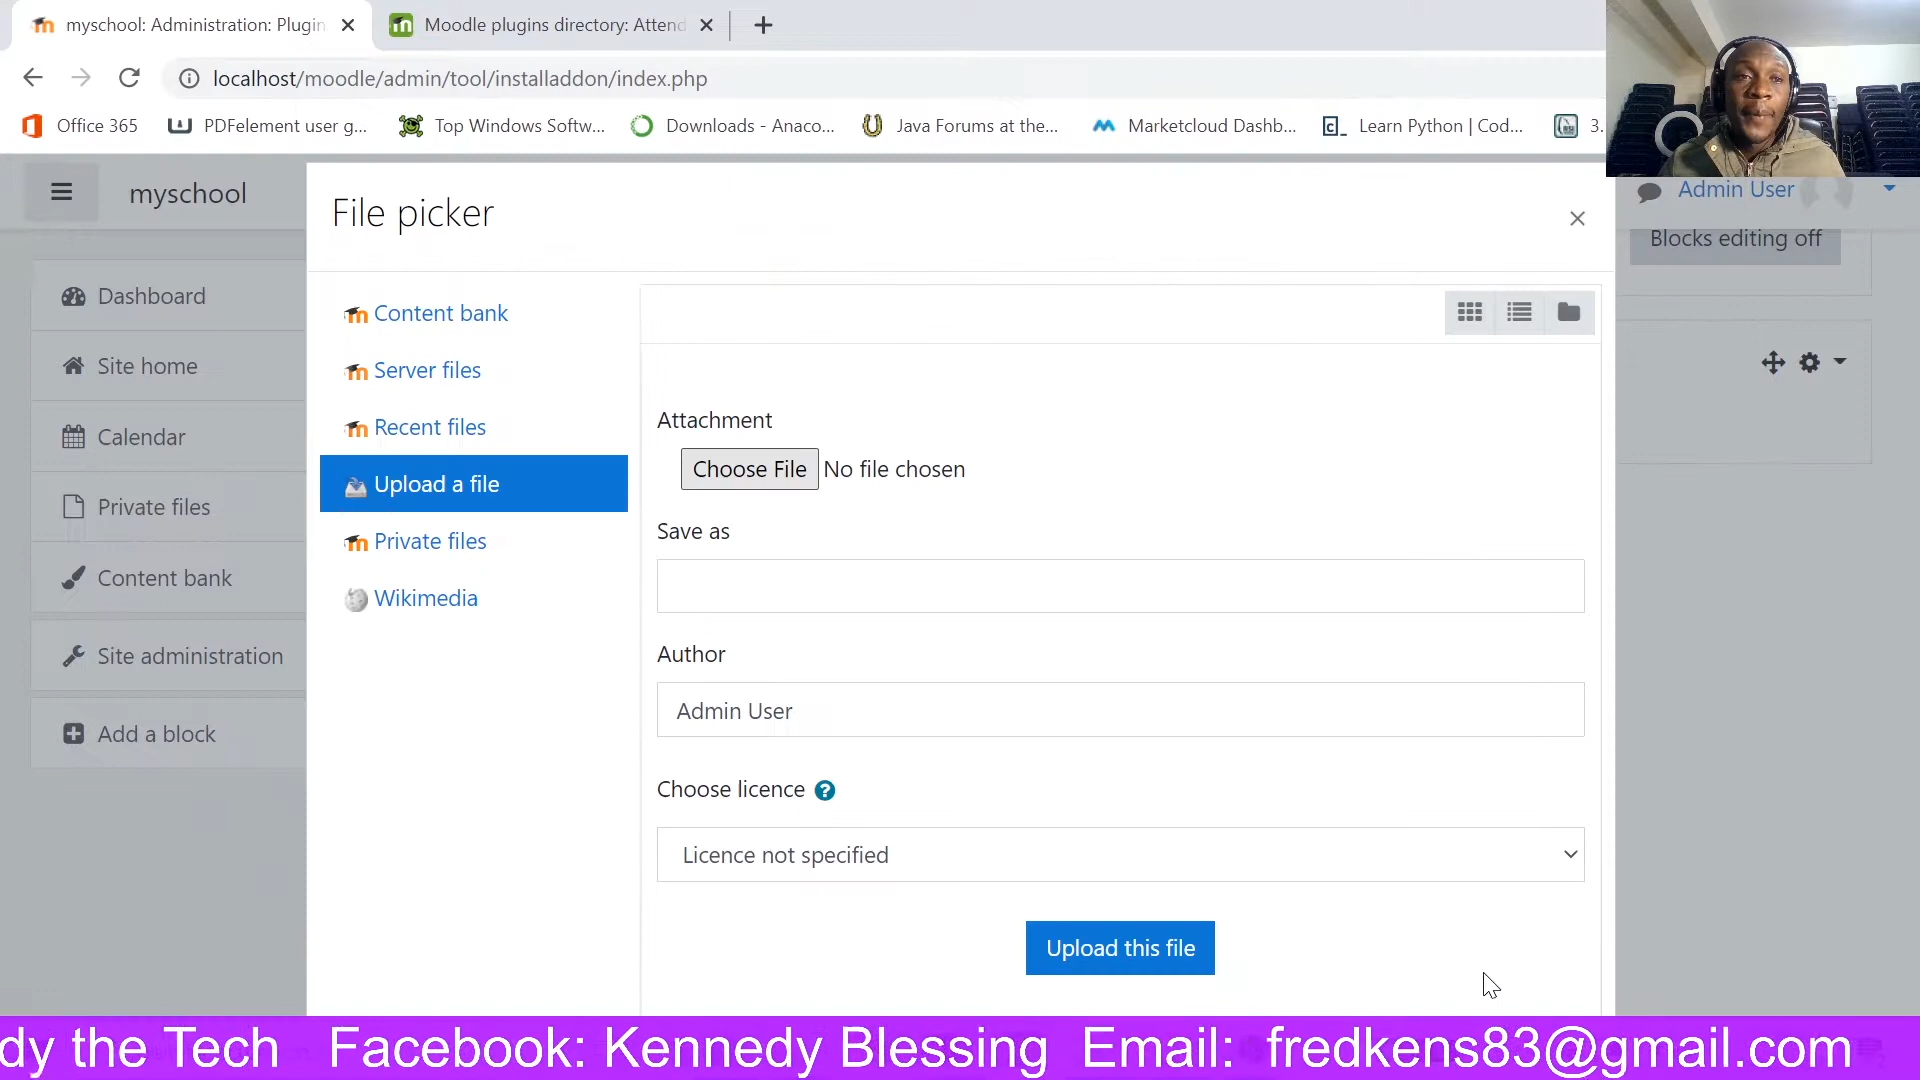 myschool: Administration: Plugin
Moodle plugins directory: Attend
localhost/moodle/admin/tool/installaddon/index.php
Office 365
PDFelement user g...
Top Windows Softw...
Downloads - Anaco...
Java Forums at the...
Marketcloud Dashb...
Learn Python | Cod...
3.
myschool
Admin User
Blocks editing off
File picker
Dashboard
Site home
Calendar
Private files
Content bank
Site administration
Add a block
Content bank
Server files
Recent files
Upload a file
Private files
Wikimedia
Attachment
Choose File No file chosen
Save as
Author
Admin User
Choose licence ?
Licence not specified
Upload this file
dy the Tech Facebook: Kennedy Blessing Email: fredkens83@gmail.com